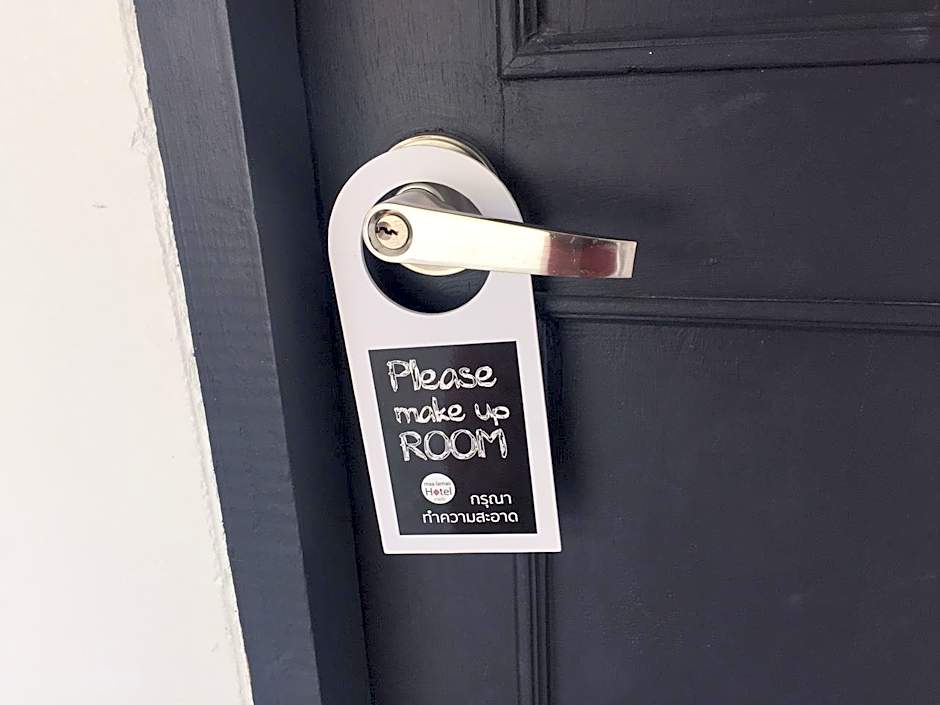 Please
make up
ROOM
Hotel
กรุณา
ทำความสะอาด